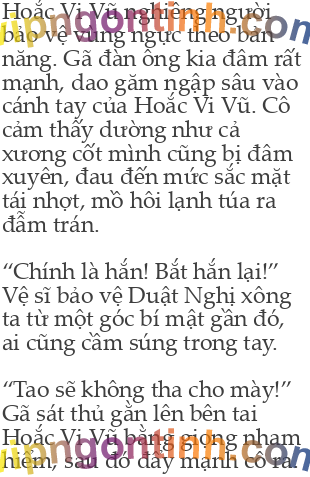 Hoắc Vi Vũ nghiêng người
bảo vệ vùng ngực theo bản
năng. Gã đàn ông kia đâm rất
mạnh, dao găm ngập sâu vào
cánh tay của Hoắc Vi Vũ. Cô
cảm thấy dường như cả
xương cốt mình cũng bị đâm
xuyên, đau đến mức sắc mặt
tái nhợt, mồ hôi lạnh túa ra
đẫm trán.
“Chính là hắn! Bắt hắn lại!”
Vệ sĩ bảo vệ Duật Nghị xông
ta từ một góc bí mật gần đó,
ai cũng cầm súng trong tay.
“Tao sẽ không tha cho mày!”
Gã sát thủ gằn lên bên tai
Hoắc Vi Vũ bằng giọng nham
hiểm, sau đó đẩy mạnh cô ra